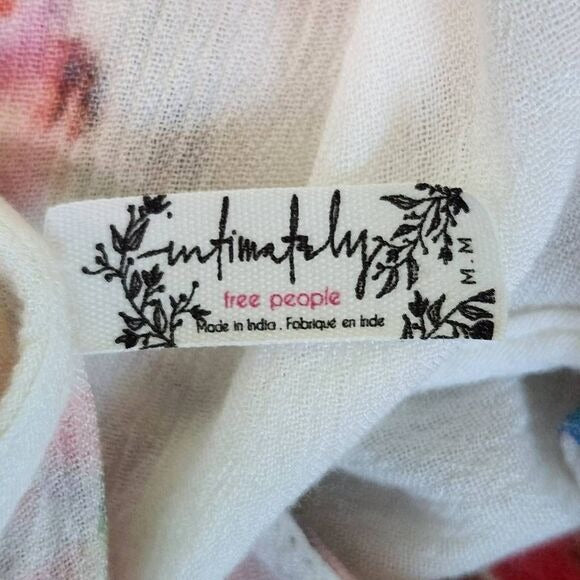 intimately
free people
Made in India . Fabriqué en Inde
M . M